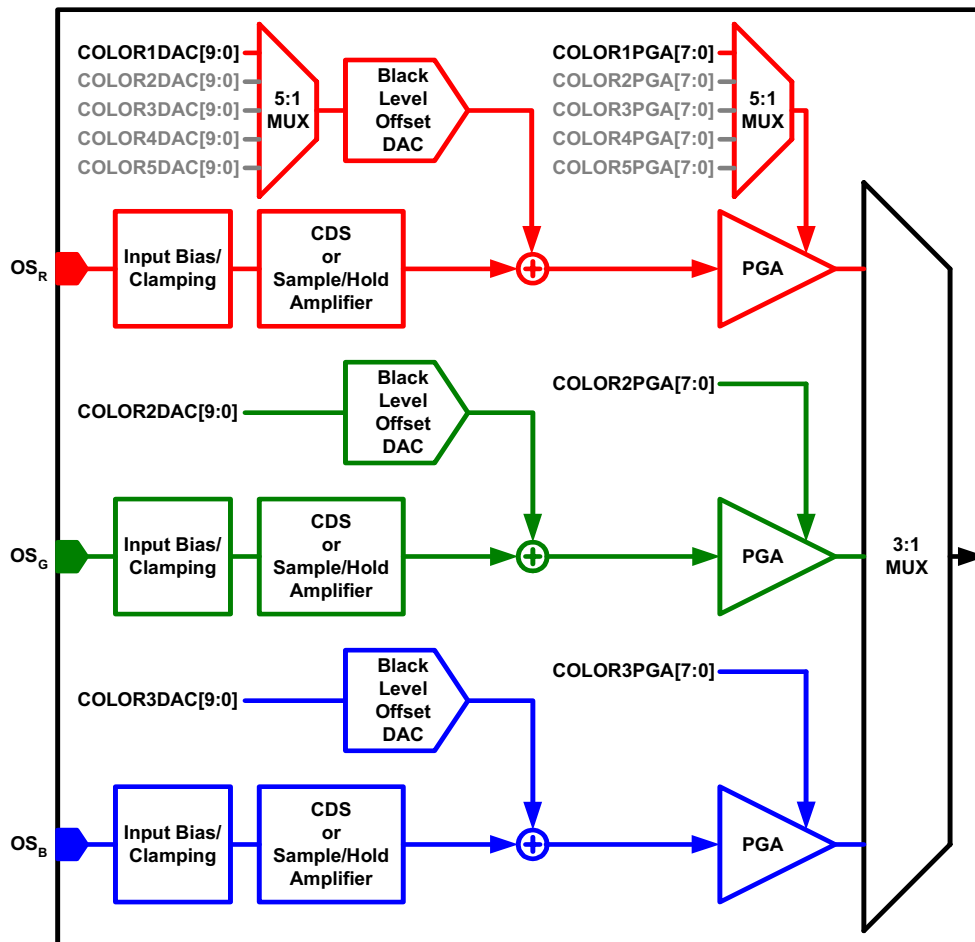 COLOR1DAC[9:0]
COLOR2DAC[9:0]
COLOR3DAC[9:0]
COLOR4DAC[9:0]
COLOR5DAC[9:0]
5:1
MUX
Black
Level
Offset
DAC
COLOR1PGA[7:0]
COLOR2PGA[7:0]
COLOR3PGA[7:0]
COLOR4PGA[7:0]
COLOR5PGA[7:0]
5:1
MUX
OSR
Input Bias/
Clamping
CDS
or
Sample/Hold
Amplifier
PGA
COLOR2DAC[9:0]
Black
Level
Offset
DAC
COLOR2PGA[7:0]
OSG
Input Bias/
Clamping
CDS
or
Sample/Hold
Amplifier
PGA
3:1
MUX
COLOR3DAC[9:0]
Black
Level
Offset
DAC
COLOR3PGA[7:0]
OSB
Input Bias/
Clamping
CDS
or
Sample/Hold
Amplifier
PGA